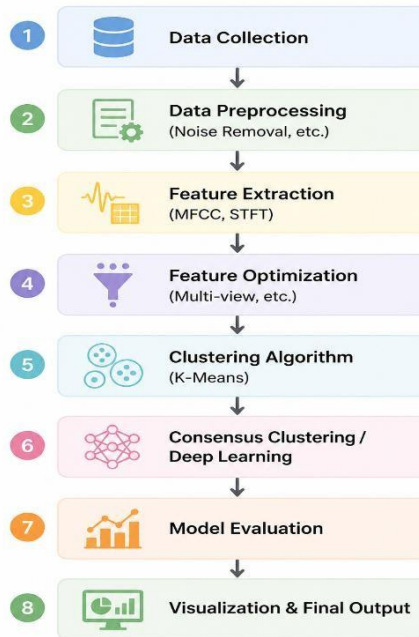 1
Data Collection
2
Data Preprocessing
(Noise Removal, etc.)
3
Feature Extraction
(MFCC, STFT)
4
Feature Optimization
(Multi-view, etc.)
5
Clustering Algorithm
(K-Means)
6
Consensus Clustering /
Deep Learning
7
Model Evaluation
8
Visualization & Final Output